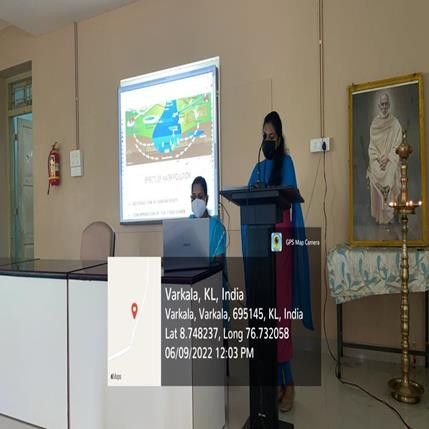 EFFECTS OF WATER POLLUTION
GPS Map Camera
Varkala, KL, India
Varkala, Varkala, 695145, KL, India
Lat 8.748237, Long 76.732058
06/09/2022 12:03 PM
Maps